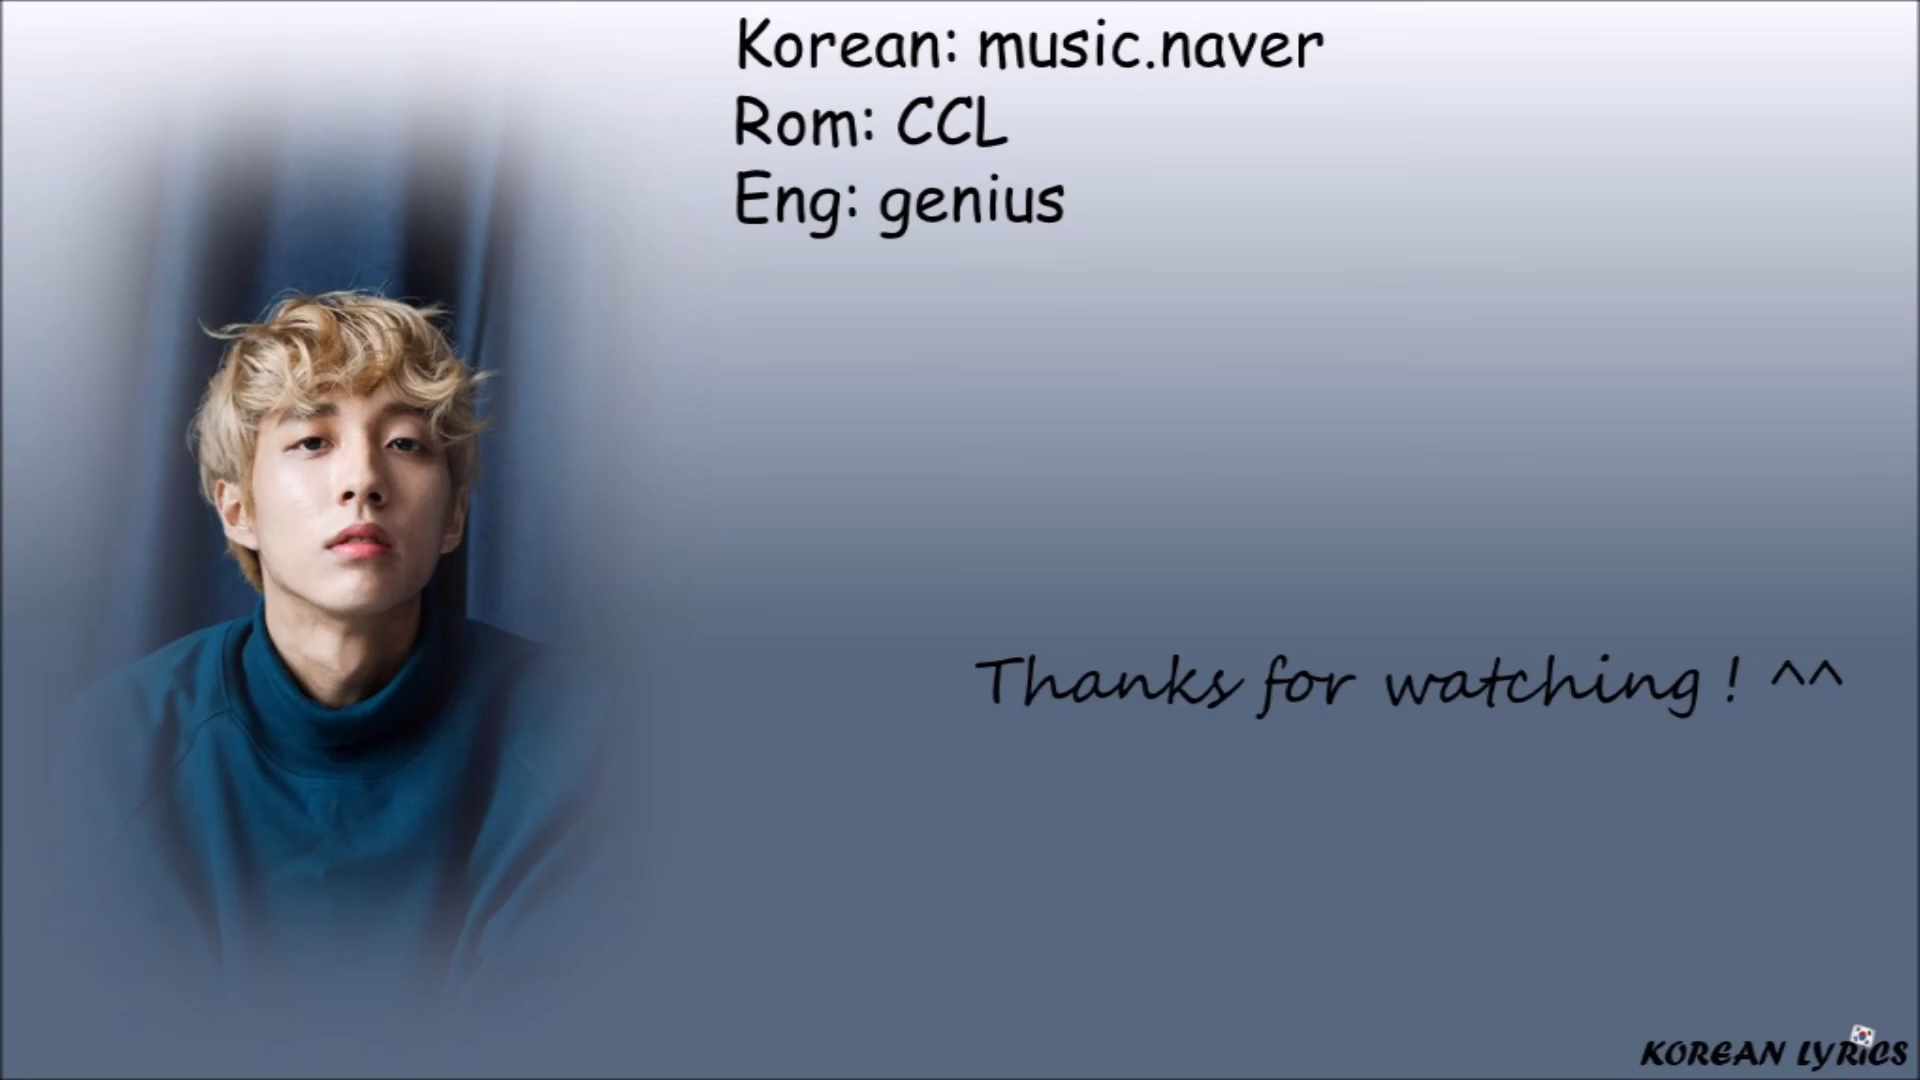 Korean: music.naver
Rom: CCL
Eng: genius
Thanks for watching ! ^^
KOREAN LYRICS